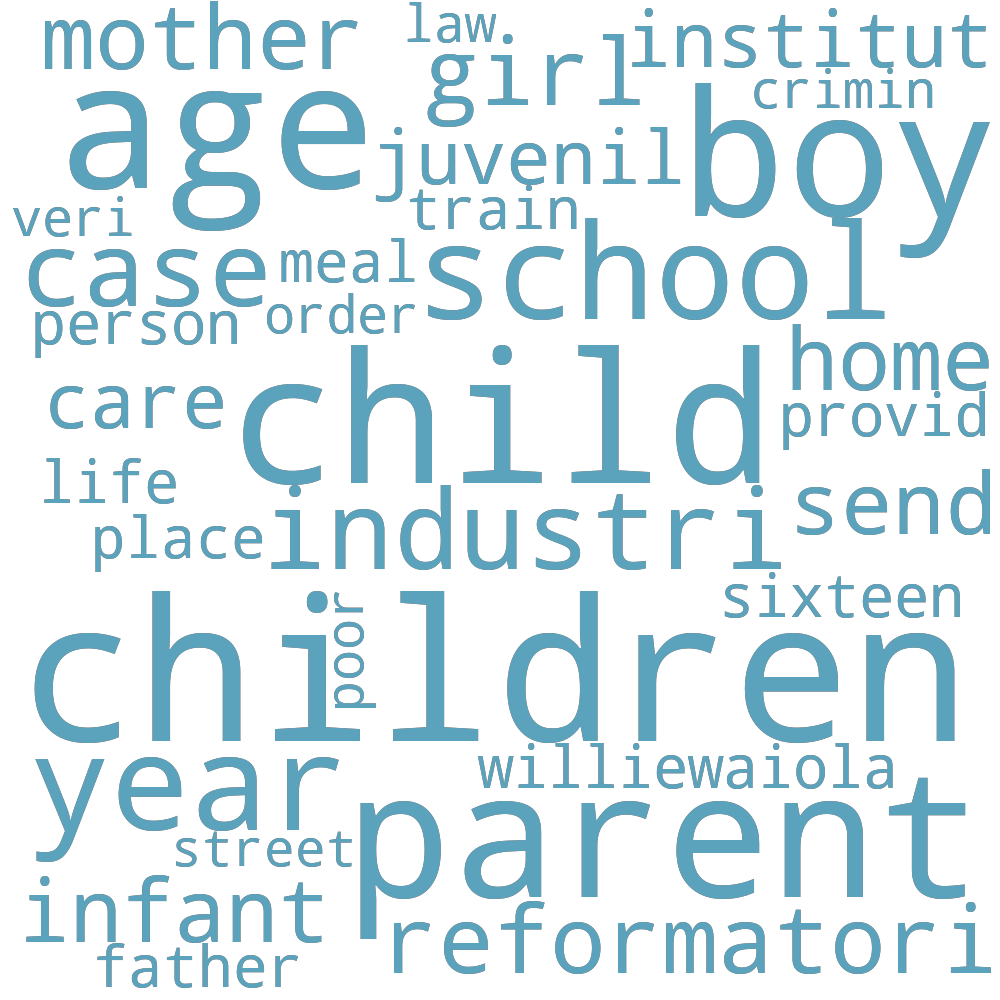 mother
law
girl
institut
crimin
age
juvenil
boy
train
veri
case
meal
school
person
order
home
care
child
provid
life
industri
send
place
sixteen
children
poor
year
williewaiola
parent
street
infant
reformatori
father